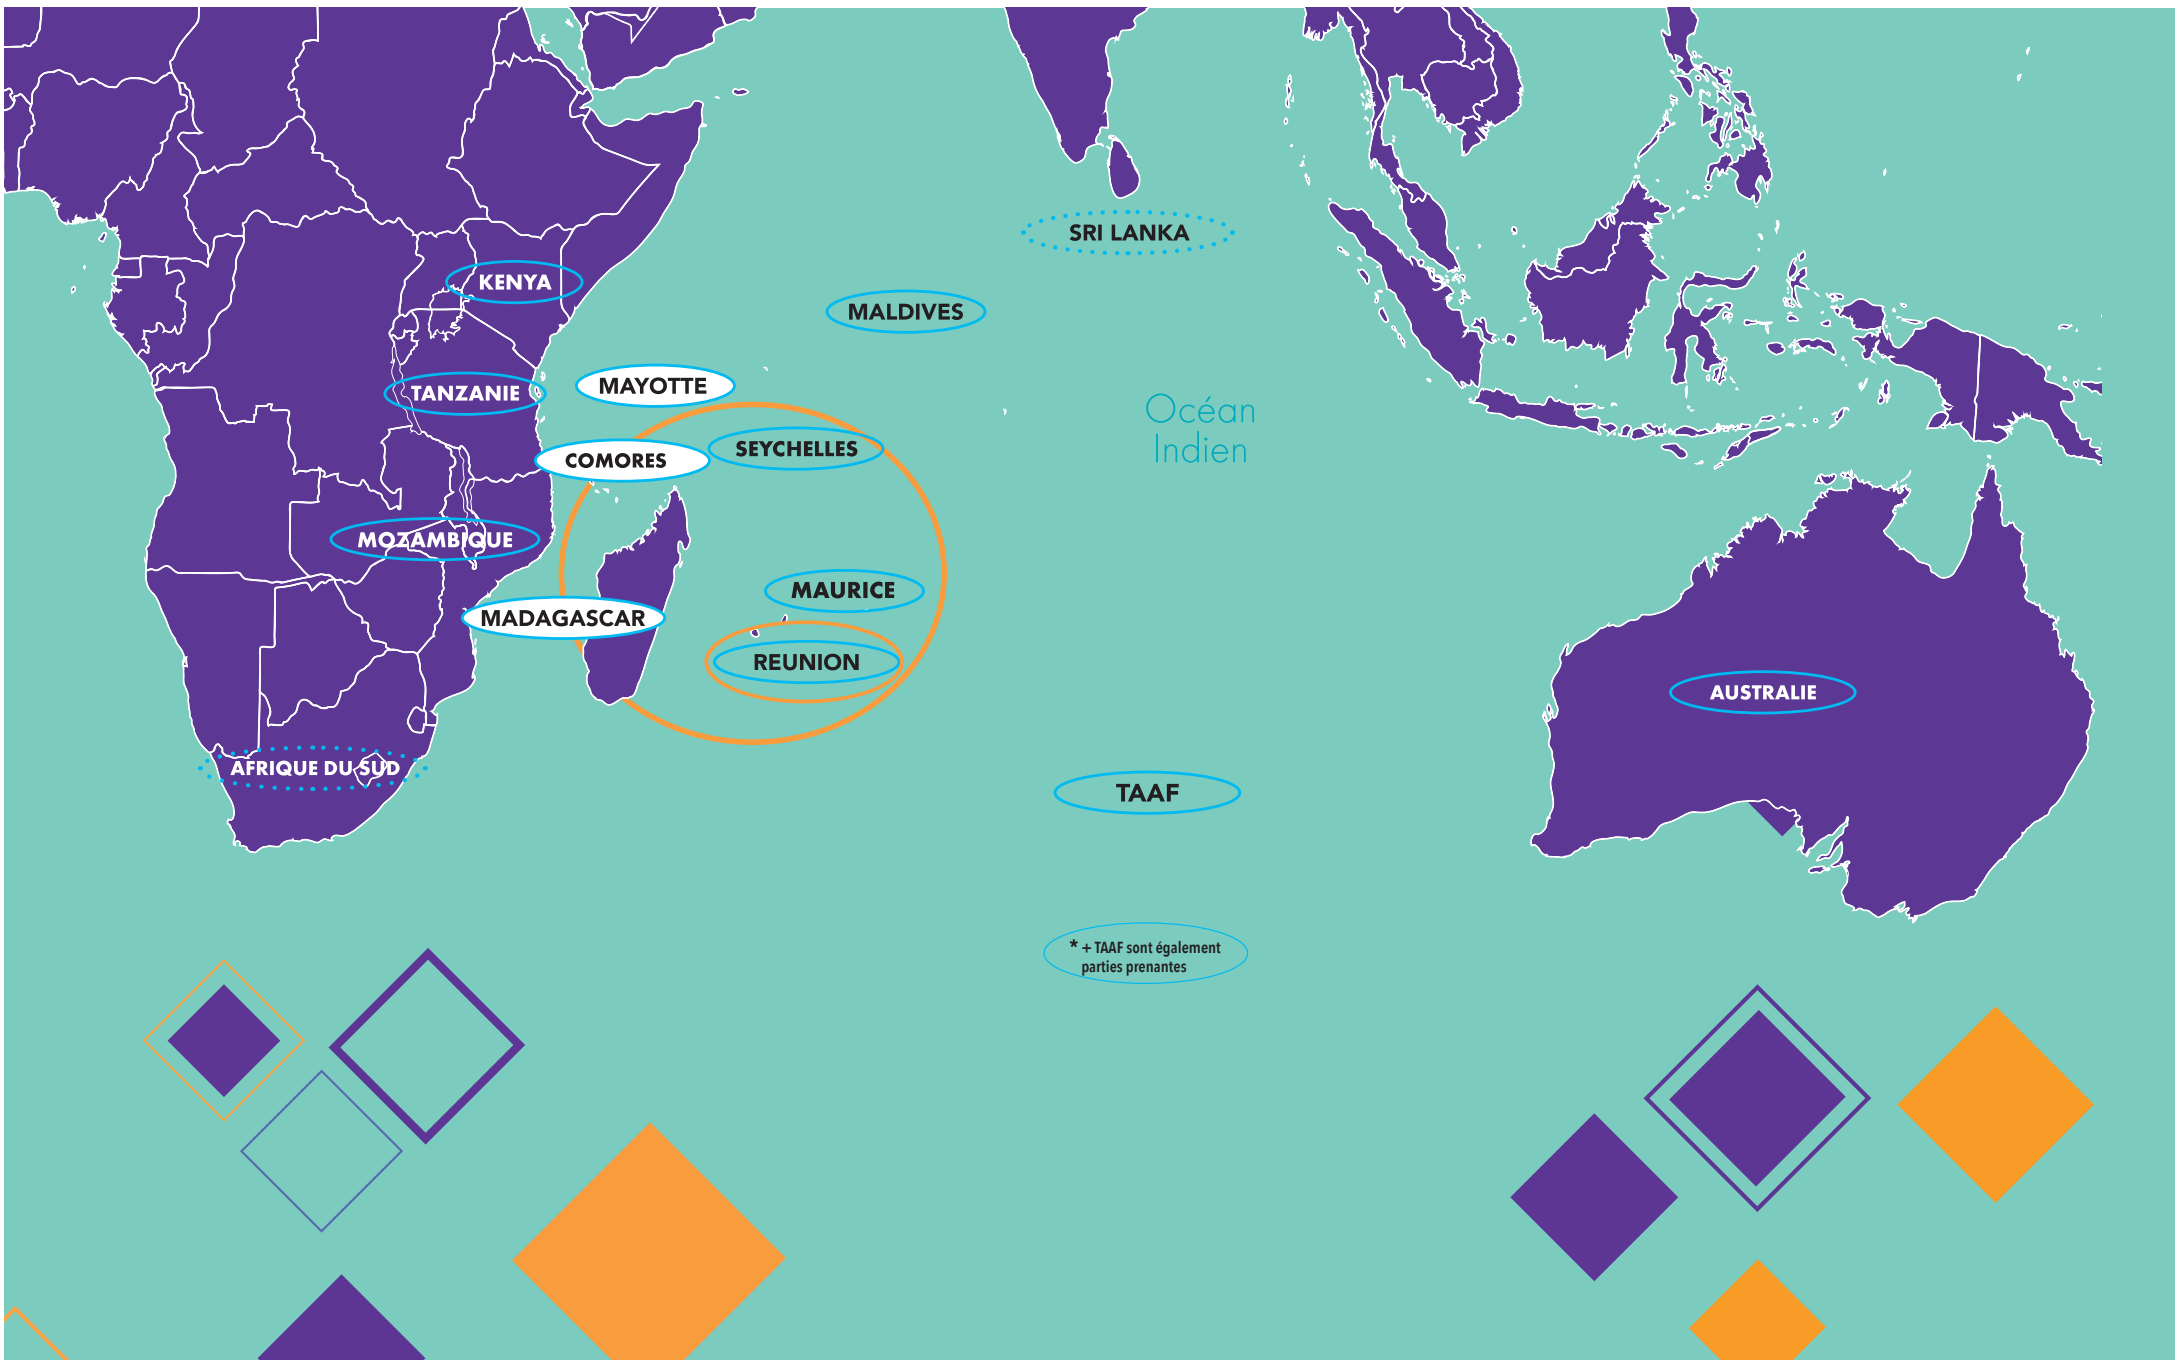 SRI LANKA
KENYA
MALDIVES
MAYOTTE
TANZANIE
Océan
Indien
SEYCHELLES
COMORES
MOZAMBIQUE
MAURICE
MADAGASCAR
REUNION
AUSTRALIE
AFRIQUE DU SUD
TAAF
* + TAAF sont également
parties prenantes